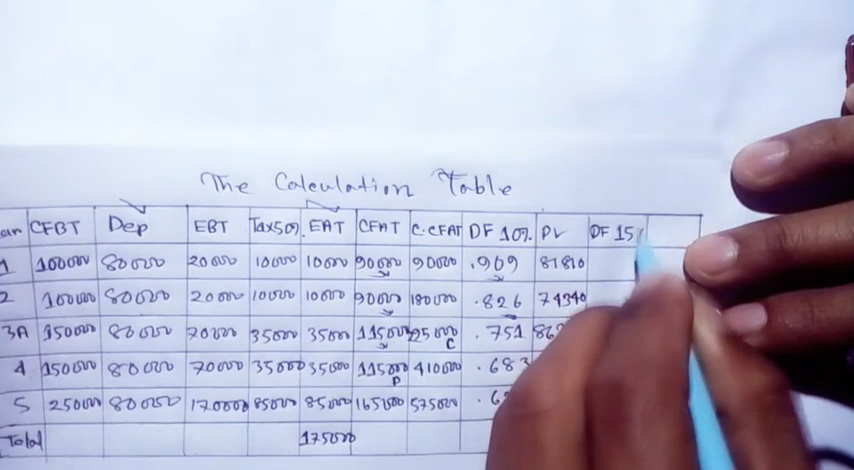 The Calculation Table
CFBT Dep EBT Tax50% EAT CFAT C.CFAT DF 10% PV DF 15
1 100000 80000 20000 10000 10000 90000 90000 .909 81810
2 100000 80000 20000 10000 10000 90000 180000 .826 74340
3A 150000 80000 70000 35000 35000 115000 .751
C
4 150000 80000 70000 35000 35000 115000 410000 .683
P
5 250000 80000 170000 85000 85000 165000 575000
Total 175000